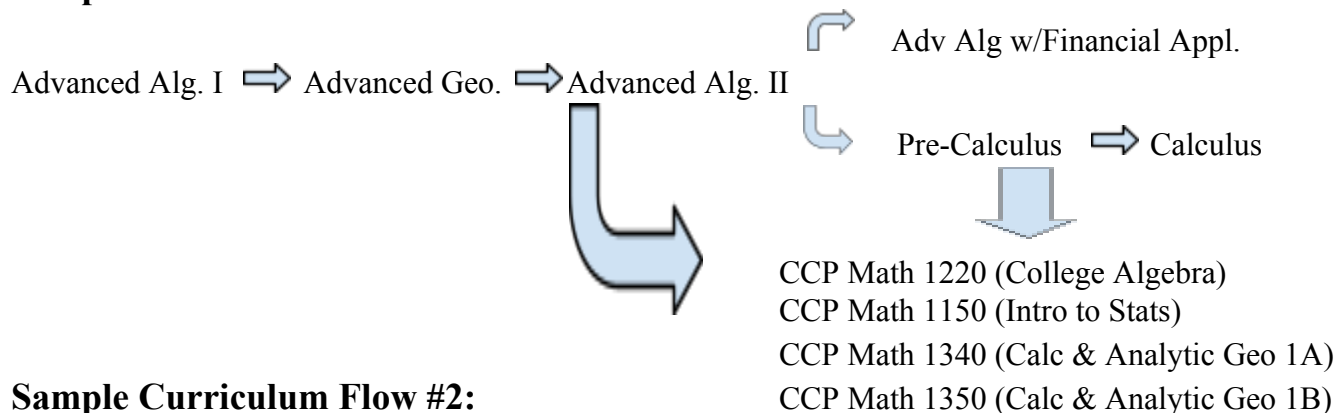 Adv Alg w/Financial Appl.
Advanced Alg. I Advanced Geo. Advanced Alg. II
Pre-Calculus Calculus
CCP Math 1220 (College Algebra)
CCP Math 1150 (Intro to Stats)
CCP Math 1340 (Calc & Analytic Geo 1A)
Sample Curriculum Flow #2: CCP Math 1350 (Calc & Analytic Geo 1B)